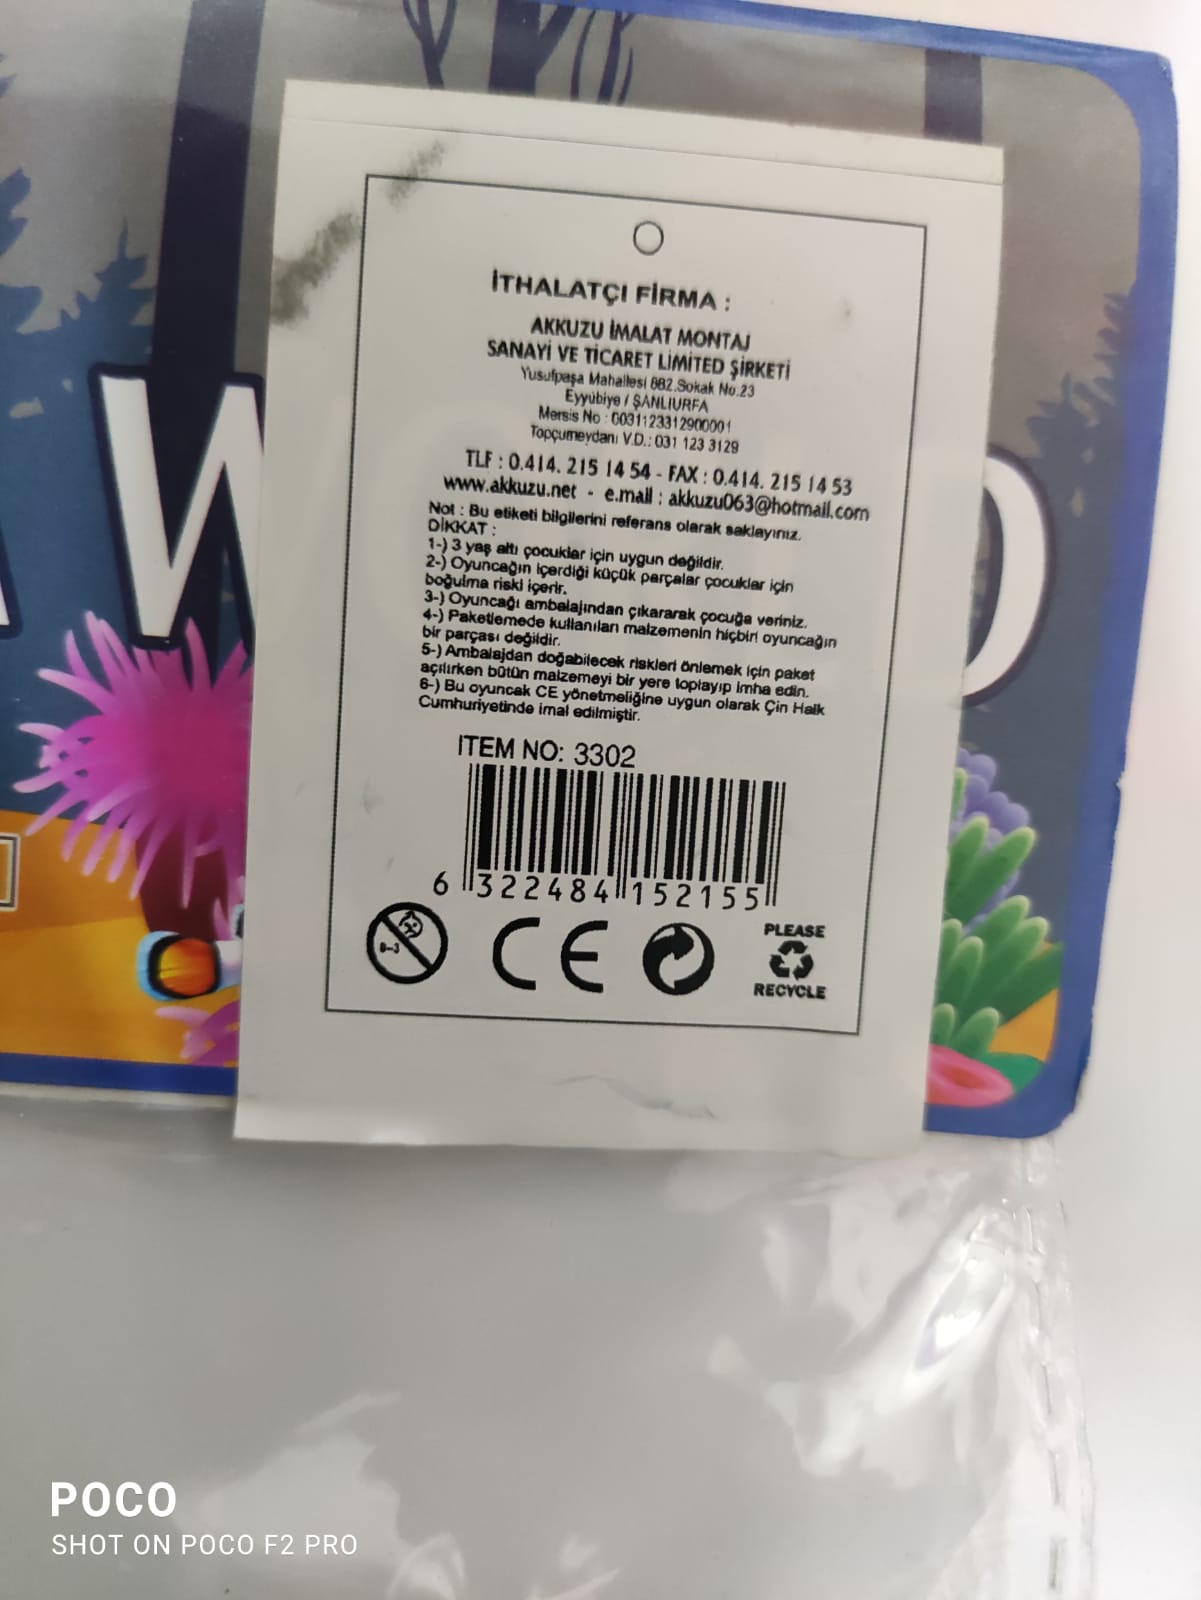 W
O
İTHALATÇI FİRMA :
AKKUZU İMALAT MONTAJ
SANAYİ VE TİCARET LİMİTED ŞİRKETİ
Yusufpaşa Mahallesi 882.Sokak No:23
Eyyübiye / ŞANLIURFA
Mersis No : 0031123312900001
Topçumeydanı V.D.: 031 123 3129
TLF : 0.414. 215 14 54 - FAX : 0.414. 215 14 53
www.akkuzu.net - e.mail : akkuzu063@hotmail.com
Not : Bu etiketi bilgilerini referans olarak saklayınız.
DİKKAT :
1-) 3 yaş altı çocuklar için uygun değildir.
2-) Oyuncağın içerdiği küçük parçalar çocuklar için
boğulma riski içerir.
3-) Oyuncağı ambalajından çıkararak çocuğa veriniz.
4-) Paketlemede kullanılan malzemenin hiçbiri oyuncağın
bir parçası değildir.
5-) Ambalajdan doğabilecek riskleri önlemek için paket
açılırken bütün malzemeyi bir yere toplayıp imha edin.
6-) Bu oyuncak CE yönetmeliğine uygun olarak Çin Halk
Cumhuriyetinde imal edilmiştir.
ITEM NO: 3302
6 322484 152155
0-3
CE
PLEASE
RECYCLE
POCO
SHOT ON POCO F2 PRO